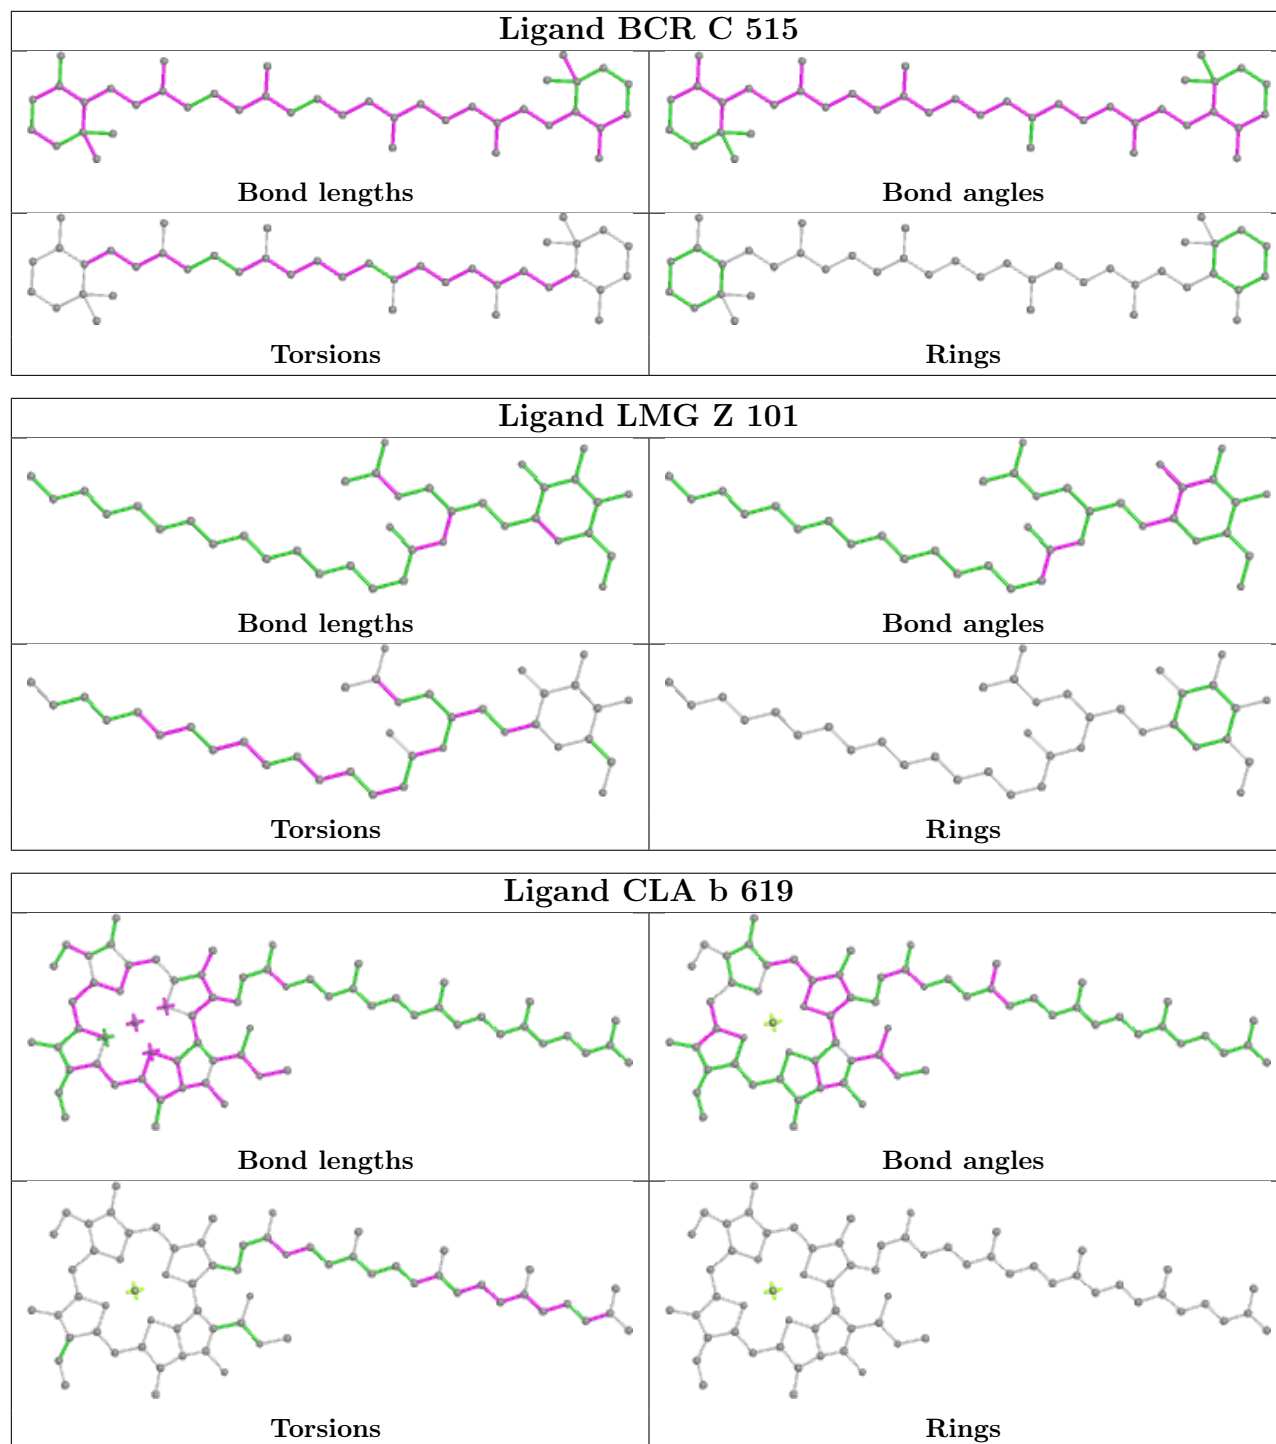 Ligand BCR C 515
Bond lengths
Bond angles
Torsions
Rings
Ligand LMG Z 101
Bond lengths
Bond angles
Torsions
Rings
Ligand CLA b 619
Bond lengths
Bond angles
Torsions
Rings